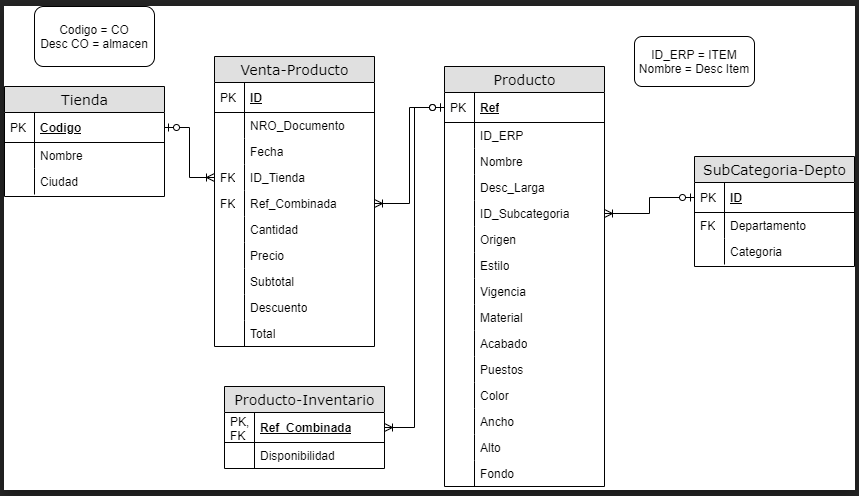 Codigo = CO
Desc CO = almacen
Tienda
PK Codigo
Nombre
Ciudad
Venta-Producto
PK ID
NRO_Documento
Fecha
FK ID_Tienda
FK Ref_Combinada
Cantidad
Precio
Subtotal
Descuento
Total
Producto-Inventario
PK,
FK Ref_Combinada
Disponibilidad
Producto
PK Ref
ID_ERP
Nombre
Desc_Larga
ID_Subcategoria
Origen
Estilo
Vigencia
Material
Acabado
Puestos
Color
Ancho
Alto
Fondo
ID_ERP = ITEM
Nombre = Desc Item
SubCategoria-Depto
PK ID
FK Departamento
Categoria